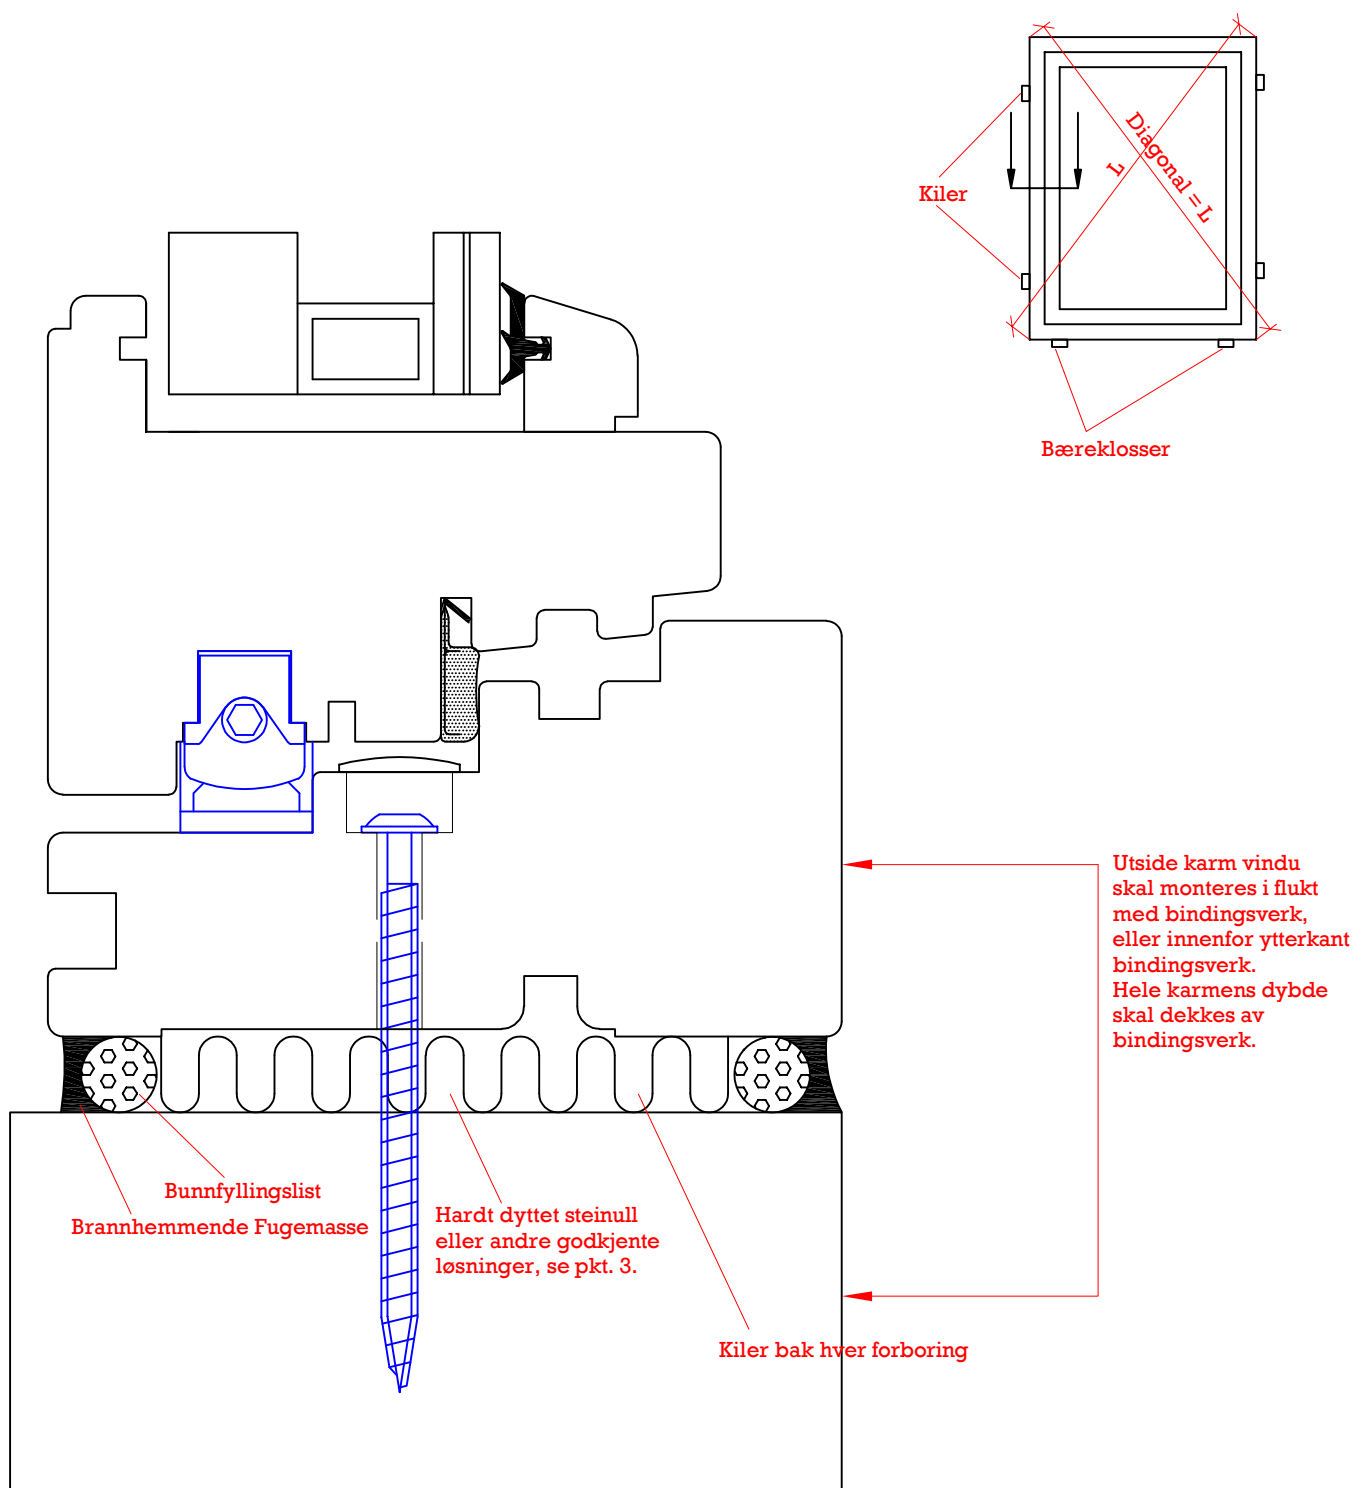 Diagonal = L
L
Kiler
Bæreklosser
Utside karm vindu
skal monteres i flukt
med bindingsverk,
eller innenfor ytterkant
bindingsverk.
Hele karmens dybde
skal dekkes av
bindingsverk.
Bunnfyllingslist
Brannhemmende Fugemasse
Hardt dyttet steinull
eller andre godkjente
løsninger, se pkt. 3.
Kiler bak hver forboring